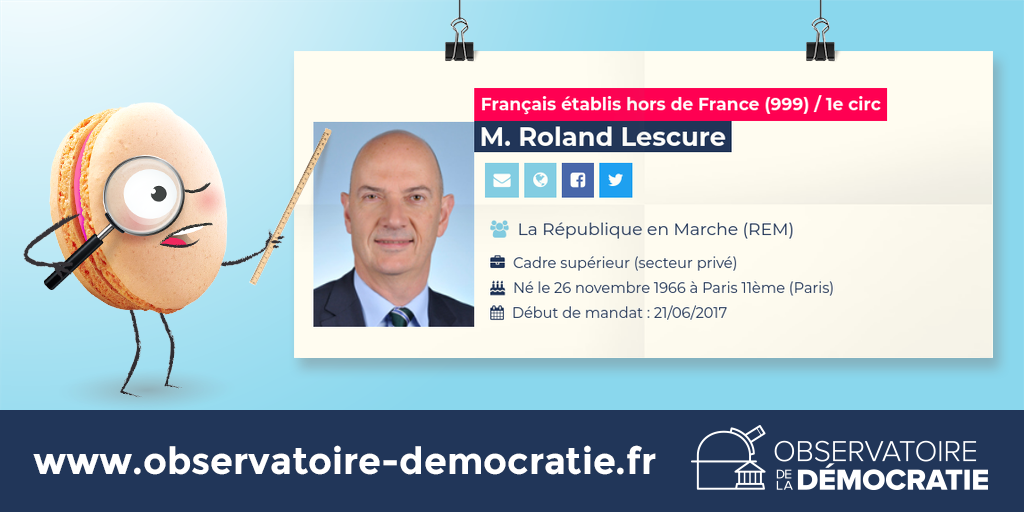 Français établis hors de France (999) / 1e circ
M. Roland Lescure
La République en Marche (REM)
Cadre supérieur (secteur privé)
Né le 26 novembre 1966 à Paris 11ème (Paris)
Début de mandat : 21/06/2017
www.observatoire-democratie.fr
OBSERVATOIRE
DE LA DÉMOCRATIE